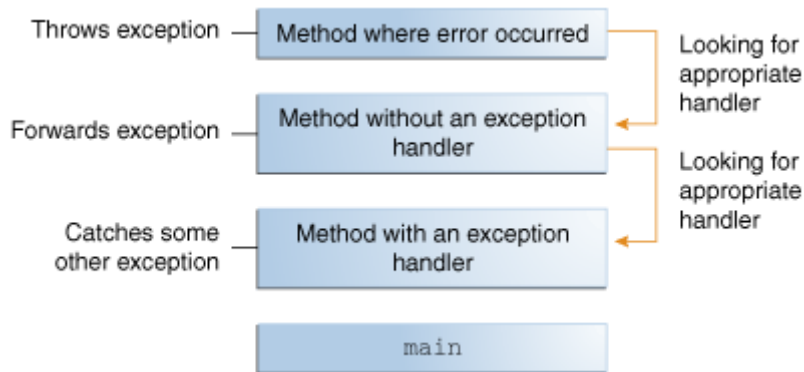 Throws exception
Method where error occurred
Looking for
appropriate
handler
Forwards exception
Method without an exception
handler
Looking for
appropriate
handler
Catches some
other exception
Method with an exception
handler
main